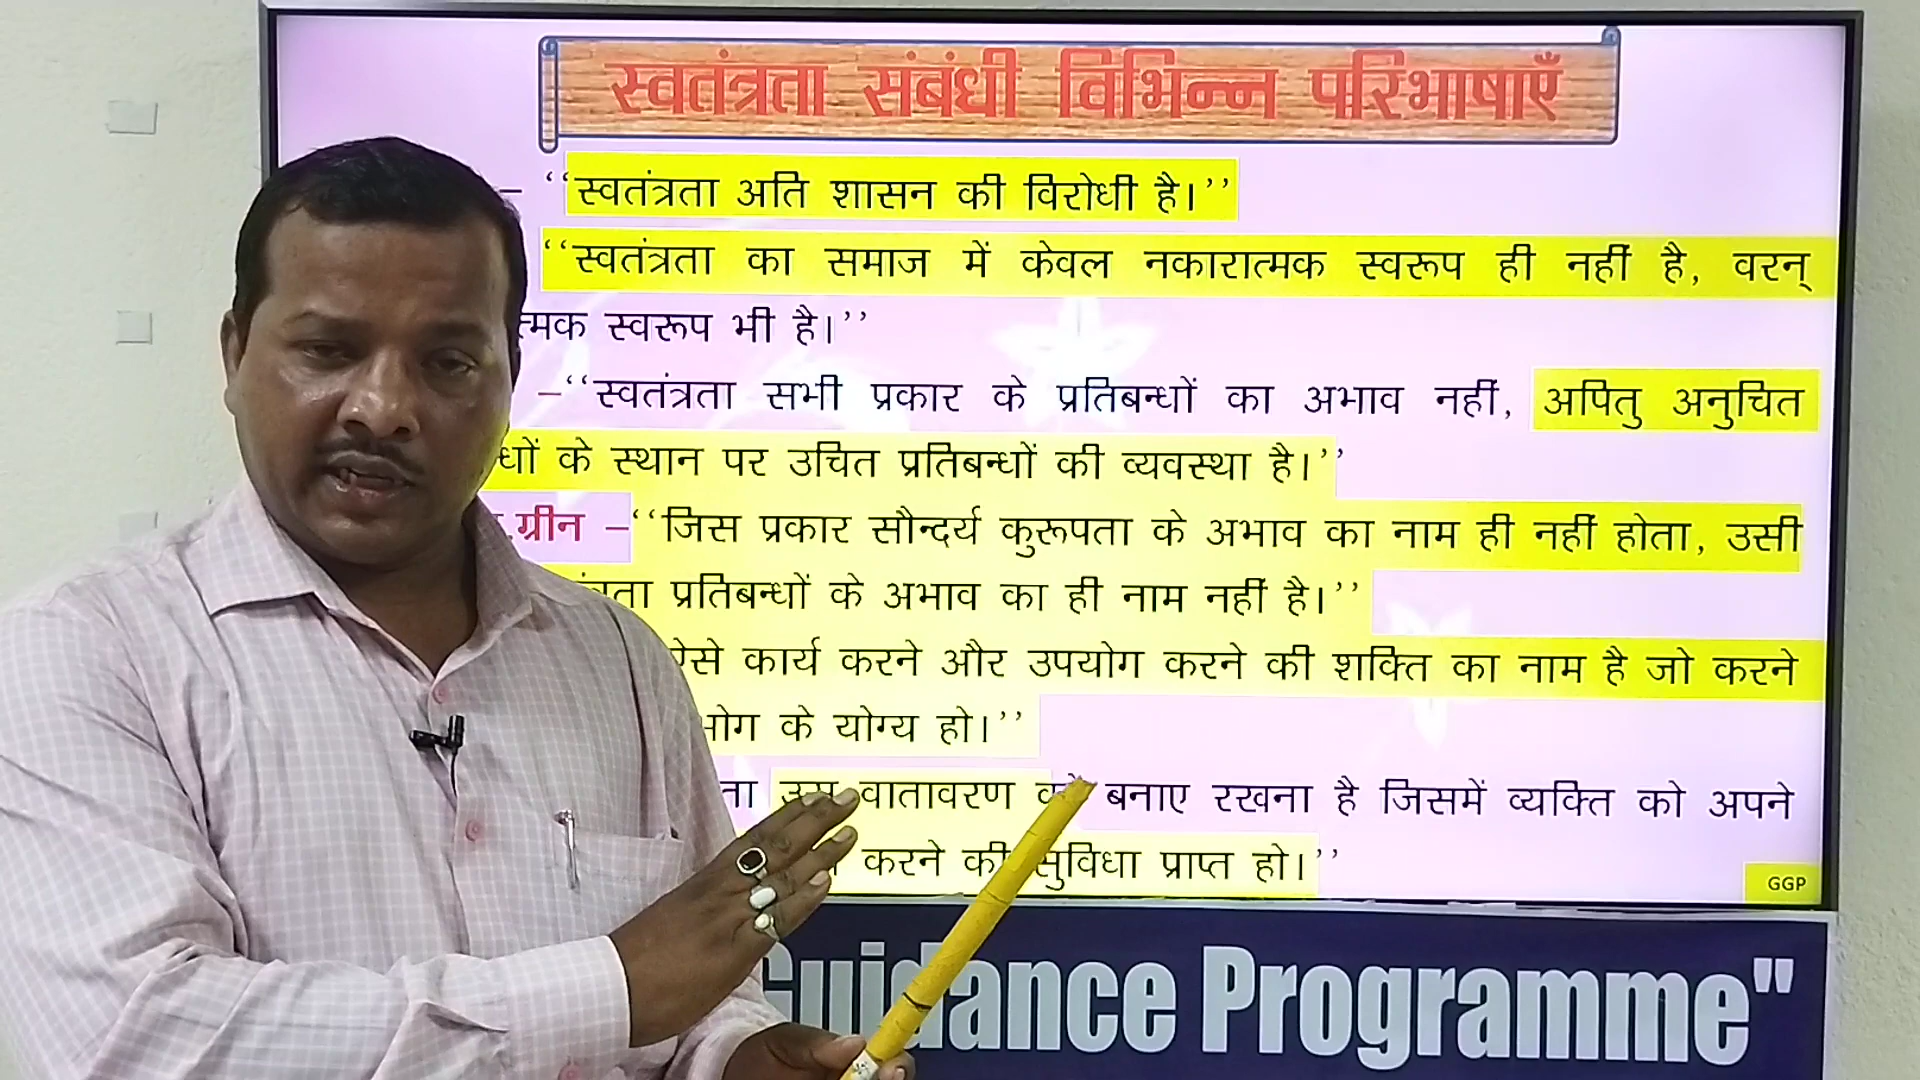 स्वतंत्रता संबंधी विभिन्न परिभाषाएँ
– ‘‘स्वतंत्रता अति शासन की विरोधी है।’’
‘‘स्वतंत्रता का समाज में केवल नकारात्मक स्वरूप ही नहीं है, वरन्
स्वरूप भी है।’’
–‘‘स्वतंत्रता सभी प्रकार के प्रतिबन्धों का अभाव नहीं, अपितु अनुचित
के स्थान पर उचित प्रतिबन्धों की व्यवस्था है।’’
ग्रीन –‘‘जिस प्रकार सौन्दर्य कुरूपता के अभाव का नाम ही नहीं होता, उसी
प्रतिबन्धों के अभाव का ही नाम नहीं है।’’
ऐसे कार्य करने और उपयोग करने की शक्ति का नाम है जो करने
के योग्य हो।’’
उस वातावरण को बनाए रखना है जिसमें व्यक्ति को अपने
करने की सुविधा प्राप्त हो।’’
GGP
Guidance Programme"